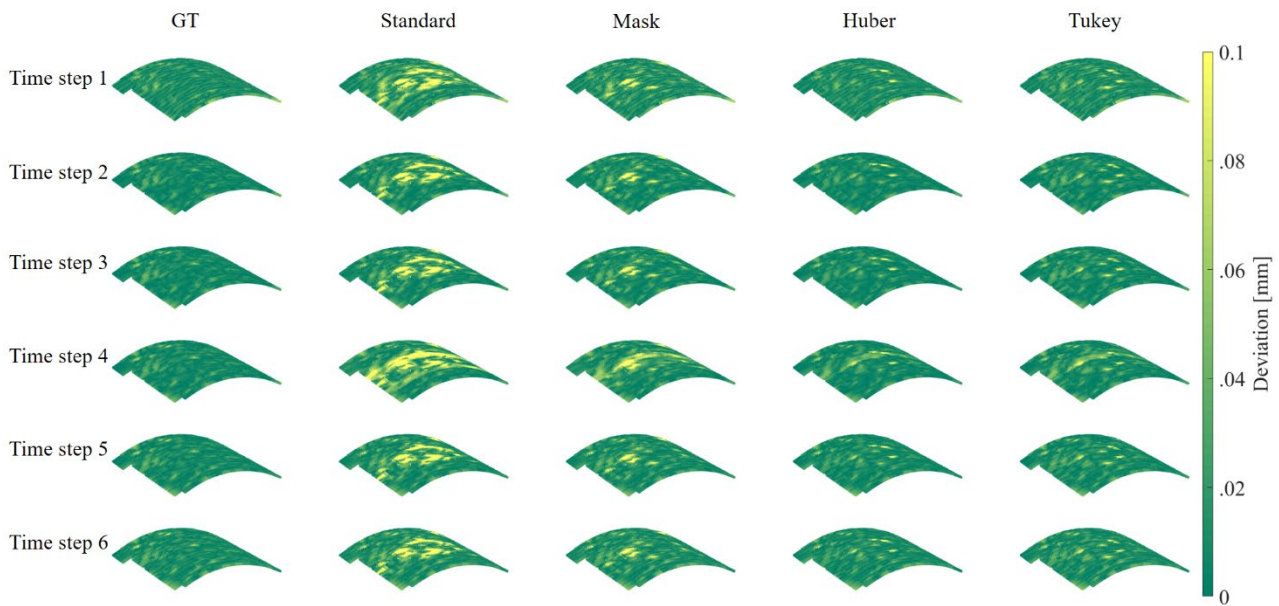 GT Standard Mask Huber Tukey
Time step 1
Time step 2
Time step 3
Time step 4
Time step 5
Time step 6
0.1
.08
.06
.04
.02
0
Deviation [mm]